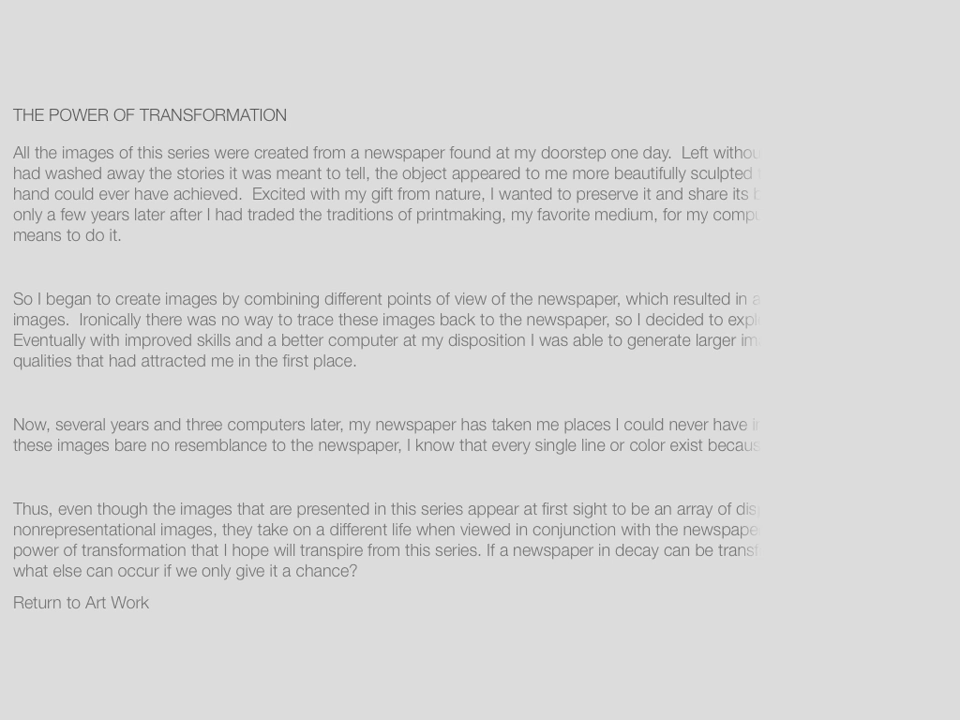 THE POWER OF TRANSFORMATION
All the images of this series were created from a newspaper found at my doorstep one day. Left
had washed away the stories it was meant to tell, the object appeared to me more beautifully sculpted
hand could ever have achieved. Excited with my gift from nature, I wanted to preserve it and share its
only a few years later after I had traded the traditions of printmaking, my favorite medium, for my
means to do it.
So I began to create images by combining different points of view of the newspaper, which resulted in
images. Ironically there was no way to trace these images back to the newspaper, so I decided to
Eventually with improved skills and a better computer at my disposition I was able to generate larger
qualities that had attracted me in the first place.
Now, several years and three computers later, my newspaper has taken me places I could never have
these images bare no resemblance to the newspaper, I know that every single line or color exist
Thus, even though the images that are presented in this series appear at first sight to be an array of
nonrepresentational images, they take on a different life when viewed in conjunction with the
power of transformation that I hope will transpire from this series. If a newspaper in decay can be
what else can occur if we only give it a chance?
Return to Art Work